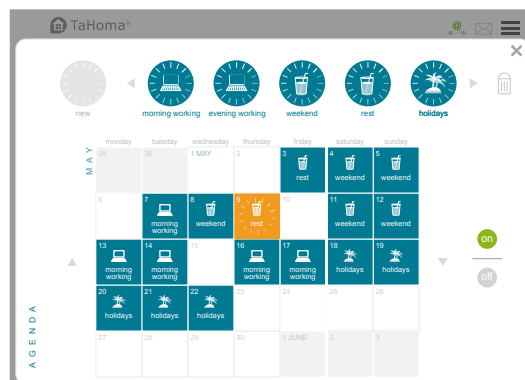 TaHoma®
new
morning working
evening working
weekend
rest
holidays
MAY
monday tuesday wednesday thursday friday saturday sunday
29 30 1 MAY 2 3 4 5
rest weekend weekend
6 7 8 9 10 11 12
morning working weekend rest weekend weekend
13 14 15 16 17 18 19
morning working morning working morning working morning working holidays holidays
20 21 22 23 24 25 26
holidays holidays holidays
27 28 29 30 1 JUNE 2 3
on
off
AGENDA